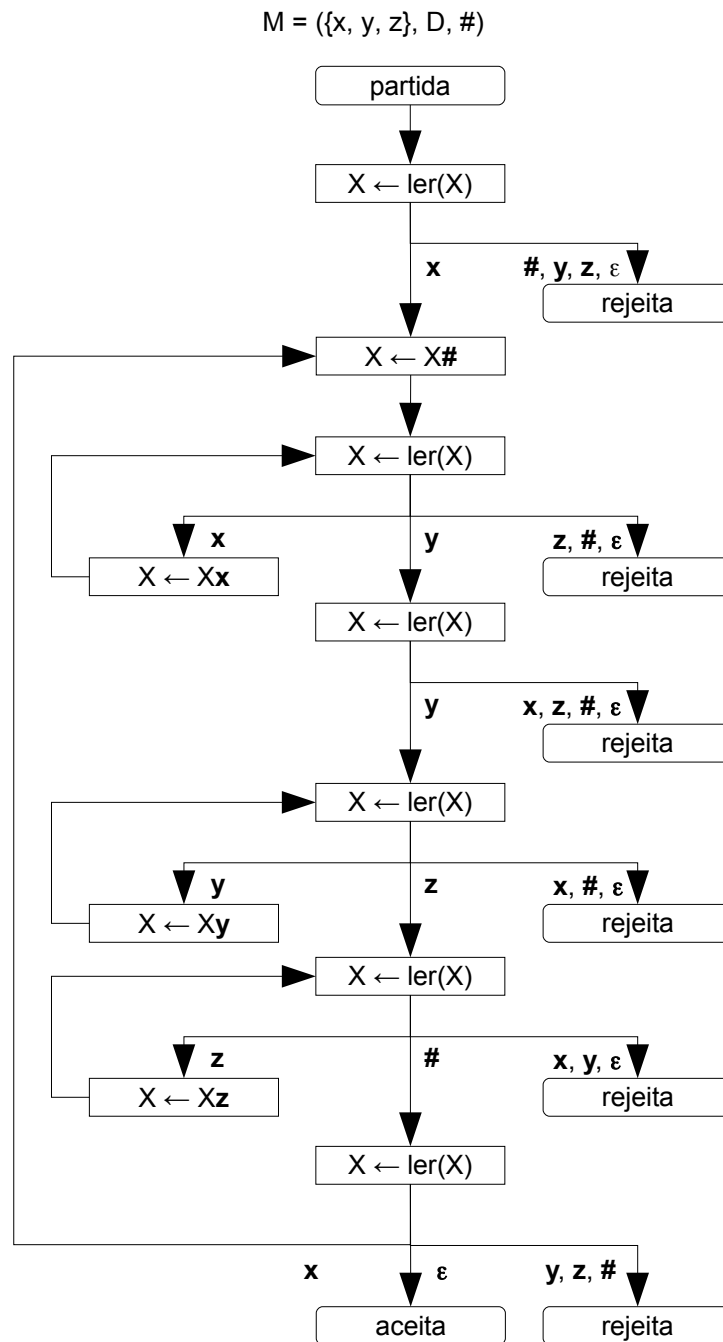 M = ({x, y, z}, D, #)
partida
X ← ler(X)
x
#, y, z, ε
rejeita
X ← X#
X ← ler(X)
x
y
z, #, ε
X ← Xx
rejeita
X ← ler(X)
y
x, z, #, ε
rejeita
X ← ler(X)
y
z
x, #, ε
X ← Xy
rejeita
X ← ler(X)
z
#
x, y, ε
X ← Xz
rejeita
X ← ler(X)
x
ε
y, z, #
aceita
rejeita